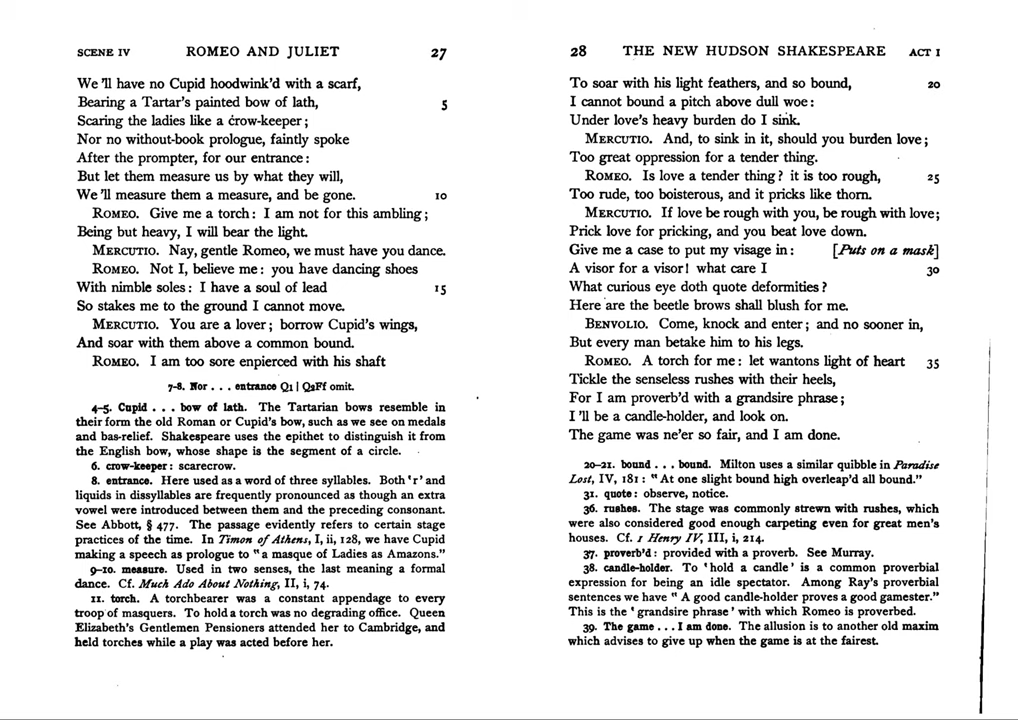 SCENE IV ROMEO AND JULIET 27
We 'll have no Cupid hoodwink'd with a scarf,
Bearing a Tartar's painted bow of lath, 5
Scaring the ladies like a crow-keeper;
Nor no without-book prologue, faintly spoke
After the prompter, for our entrance:
But let them measure us by what they will,
We 'll measure them a measure, and be gone. 10
ROMEO. Give me a torch: I am not for this ambling;
Being but heavy, I will bear the light.
MERCUTIO. Nay, gentle Romeo, we must have you dance.
ROMEO. Not I, believe me: you have dancing shoes
With nimble soles: I have a soul of lead 15
So stakes me to the ground I cannot move.
MERCUTIO. You are a lover; borrow Cupid's wings,
And soar with them above a common bound.
ROMEO. I am too sore enpierced with his shaft
7-8. Nor . . . entrance Q1 | Q2Ff omit.
4-5. Cupid . . . bow of lath. The Tartarian bows resemble in
their form the old Roman or Cupid's bow, such as we see on medals
and bas-relief. Shakespeare uses the epithet to distinguish it from
the English bow, whose shape is the segment of a circle.
6. crow-keeper: scarecrow.
8. entrance. Here used as a word of three syllables. Both 'r' and
liquids in dissyllables are frequently pronounced as though an extra
vowel were introduced between them and the preceding consonant.
See Abbott, § 477. The passage evidently refers to certain stage
practices of the time. In Timon of Athens, I, ii, 128, we have Cupid
making a speech as prologue to "a masque of Ladies as Amazons."
9-10. measure. Used in two senses, the last meaning a formal
dance. Cf. Much Ado About Nothing, II, i, 74.
11. torch. A torchbearer was a constant appendage to every
troop of masquers. To hold a torch was no degrading office. Queen
Elizabeth's Gentlemen Pensioners attended her to Cambridge, and
held torches while a play was acted before her.
28 THE NEW HUDSON SHAKESPEARE ACT I
To soar with his light feathers, and so bound, 20
I cannot bound a pitch above dull woe:
Under love's heavy burden do I sink.
MERCUTIO. And, to sink in it, should you burden love;
Too great oppression for a tender thing.
ROMEO. Is love a tender thing? it is too rough, 25
Too rude, too boisterous, and it pricks like thorn.
MERCUTIO. If love be rough with you, be rough with love;
Prick love for pricking, and you beat love down.
Give me a case to put my visage in: [Puts on a mask]
A visor for a visor! what care I 30
What curious eye doth quote deformities?
Here are the beetle brows shall blush for me.
BENVOLIO. Come, knock and enter; and no sooner in,
But every man betake him to his legs.
ROMEO. A torch for me: let wantons light of heart 35
Tickle the senseless rushes with their heels,
For I am proverb'd with a grandsire phrase;
I 'll be a candle-holder, and look on.
The game was ne'er so fair, and I am done.
20-21. bound . . . bound. Milton uses a similar quibble in Paradise
Lost, IV, 181: "At one slight bound high overleap'd all bound."
31. quote: observe, notice.
36. rushes. The stage was commonly strewn with rushes, which
were also considered good enough carpeting even for great men's
houses. Cf. 1 Henry IV, III, i, 214.
37. proverb'd: provided with a proverb. See Murray.
38. candle-holder. To 'hold a candle' is a common proverbial
expression for being an idle spectator. Among Ray's proverbial
sentences we have "A good candle-holder proves a good gamester."
This is the 'grandsire phrase' with which Romeo is proverbed.
39. The game . . . I am done. The allusion is to another old maxim
which advises to give up when the game is at the fairest.